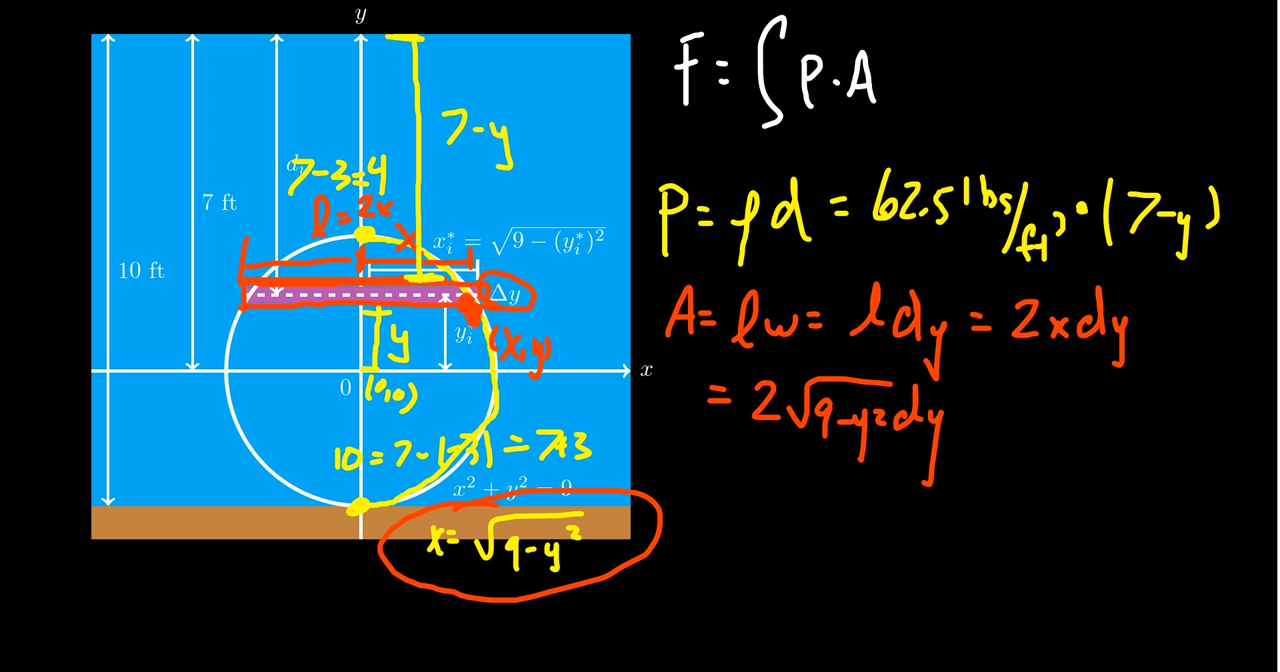 y
F = ∫ P · A
7-y
7-3=4
7 ft
P = ρd = 62.5 lbs/ft³ · (7-y)
l = 2x
x
x_i^* = √(9 − (y_i^*)²)
10 ft
Δy
A = lw = l dy = 2x dy
y
y_i
(x,y)
x
0
(0,0)
= 2√(9-y²) dy
10 = 7-(-3) = 7+3
x² + y² = 9
x = √(9-y²)